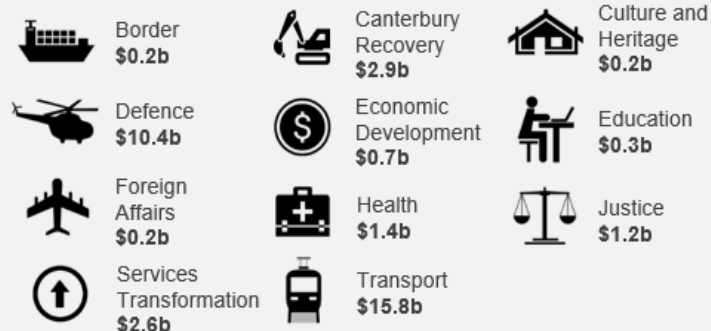 Border
$0.2b
Canterbury
Recovery
$2.9b
Culture and
Heritage
$0.2b
Defence
$10.4b
Economic
Development
$0.7b
Education
$0.3b
Foreign
Affairs
$0.2b
Health
$1.4b
Justice
$1.2b
Services
Transformation
$2.6b
Transport
$15.8b